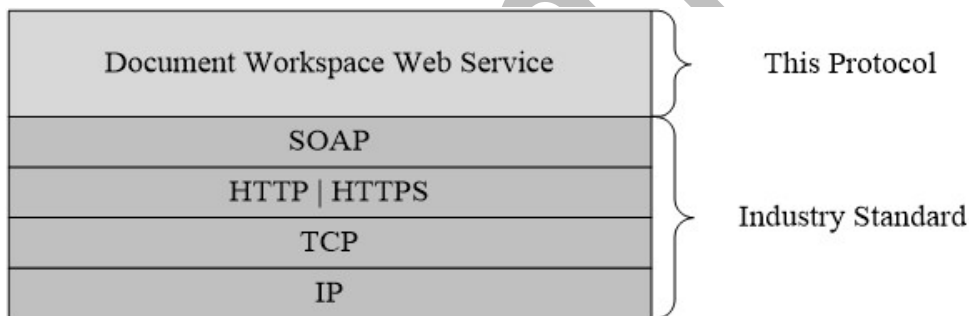 Document Workspace Web Service
This Protocol
SOAP
HTTP | HTTPS
TCP
IP
Industry Standard